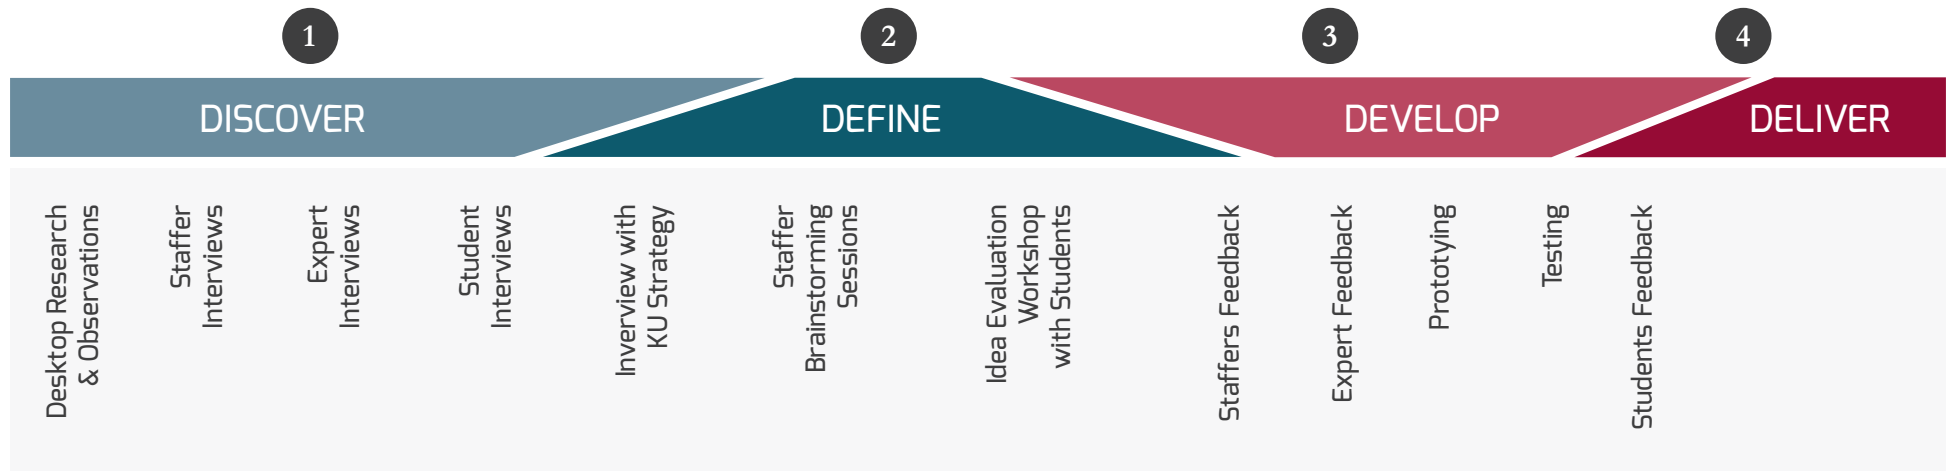 1
2
3
4
DISCOVER
DEFINE
DEVELOP
DELIVER
Desktop Research
& Observations
Staffer
Interviews
Expert
Interviews
Student
Interviews
Inverview with
KU Strategy
Staffer
Brainstorming
Sessions
Idea Evaluation
Workshop
with Students
Staffers Feedback
Expert Feedback
Prototying
Testing
Students Feedback